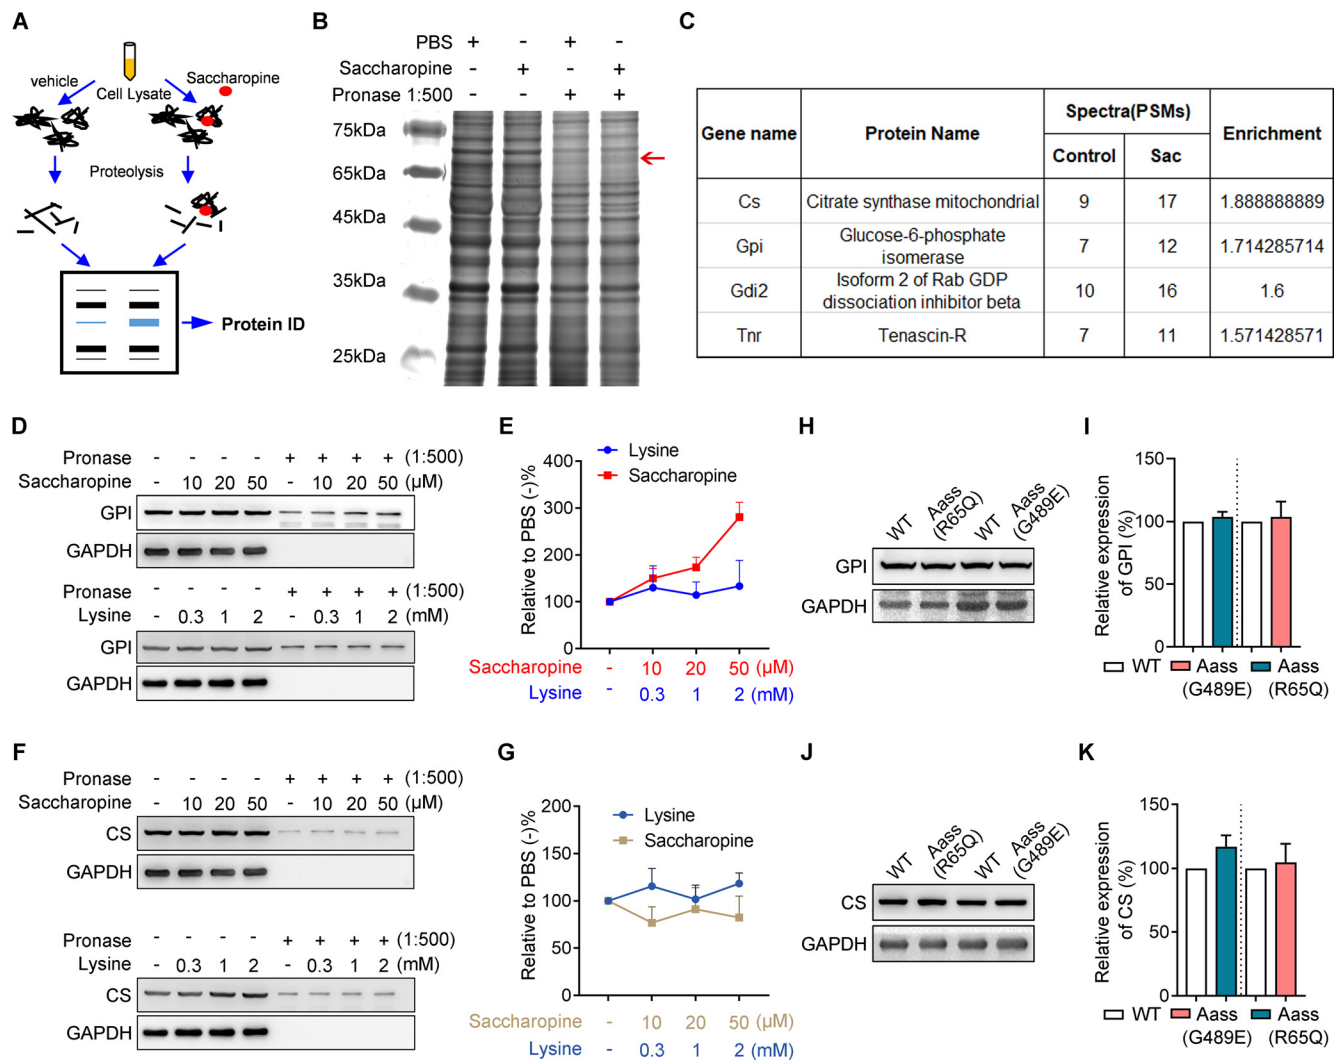 A
vehicle
Cell Lysate
Saccharopine
Proteolysis
Protein ID
B
PBS + - + -
Saccharopine - + - +
Pronase 1:500 - - + +
75kDa
65kDa
45kDa
35kDa
25kDa
C
Gene name Protein Name Spectra(PSMs) Enrichment
Control Sac
Cs Citrate synthase mitochondrial 9 17 1.888888889
Gpi Glucose-6-phosphate isomerase 7 12 1.714285714
Gdi2 Isoform 2 of Rab GDP dissociation inhibitor beta 10 16 1.6
Tnr Tenascin-R 7 11 1.571428571
D
Pronase - - - - + + + + (1:500)
Saccharopine - 10 20 50 - 10 20 50 (μM)
GPI
GAPDH
Pronase - - - - + + + + (1:500)
Lysine - 0.3 1 2 - 0.3 1 2 (mM)
GPI
GAPDH
E
Lysine
Saccharopine
Relative to PBS (-)%
400
300
200
100
0
Saccharopine - 10 20 50 (μM)
Lysine - 0.3 1 2 (mM)
H
WT
Aass
(R65Q)
WT
Aass
(G489E)
GPI
GAPDH
I
Relative expression
of GPI (%)
150
100
50
0
WT Aass Aass
(G489E) (R65Q)
F
Pronase - - - - + + + + (1:500)
Saccharopine - 10 20 50 - 10 20 50 (μM)
CS
GAPDH
Pronase - - - - + + + + (1:500)
Lysine - 0.3 1 2 - 0.3 1 2 (mM)
CS
GAPDH
G
Lysine
Saccharopine
Relative to PBS (-)%
200
150
100
50
0
Saccharopine - 10 20 50 (μM)
Lysine - 0.3 1 2 (mM)
J
WT
Aass
(R65Q)
WT
Aass
(G489E)
CS
GAPDH
K
Relative expression
of CS (%)
150
100
50
0
WT Aass Aass
(G489E) (R65Q)